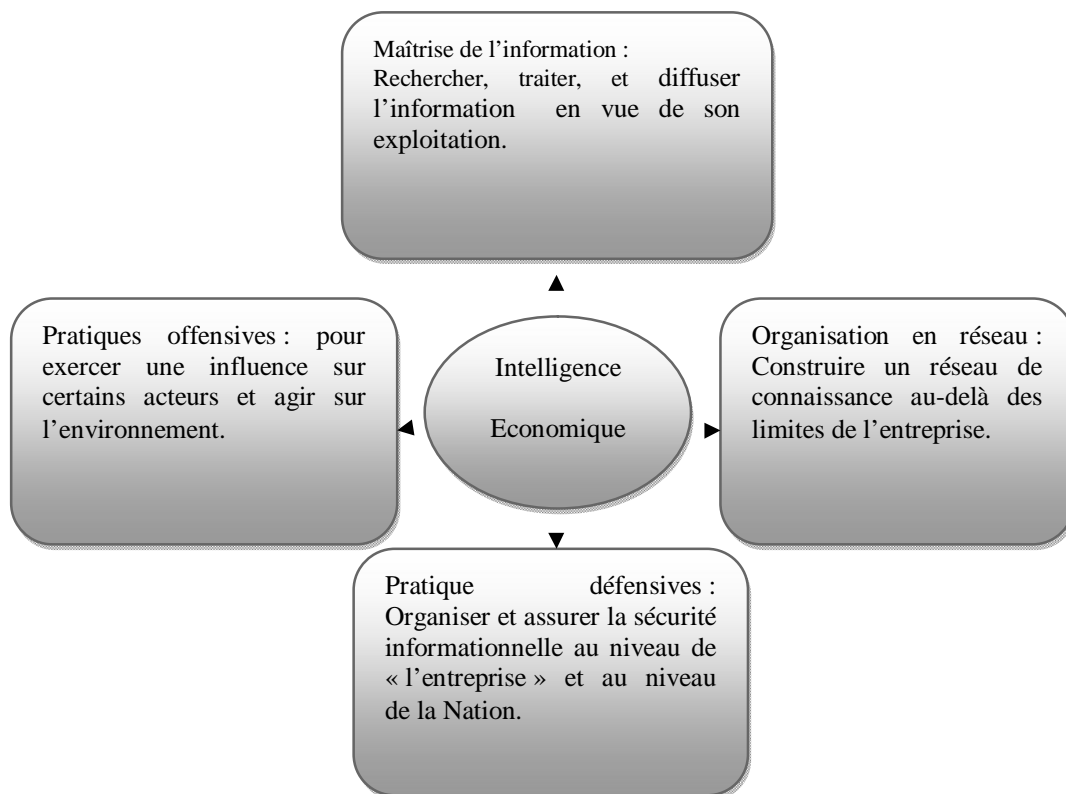 Maîtrise de l’information :
Rechercher, traiter, et diffuser
l’information en vue de son
exploitation.
Pratiques offensives : pour
exercer une influence sur
certains acteurs et agir sur
l’environnement.
Intelligence
Economique
Organisation en réseau :
Construire un réseau de
connaissance au-delà des
limites de l’entreprise.
Pratique défensives :
Organiser et assurer la sécurité
informationnelle au niveau de
« l’entreprise » et au niveau
de la Nation.